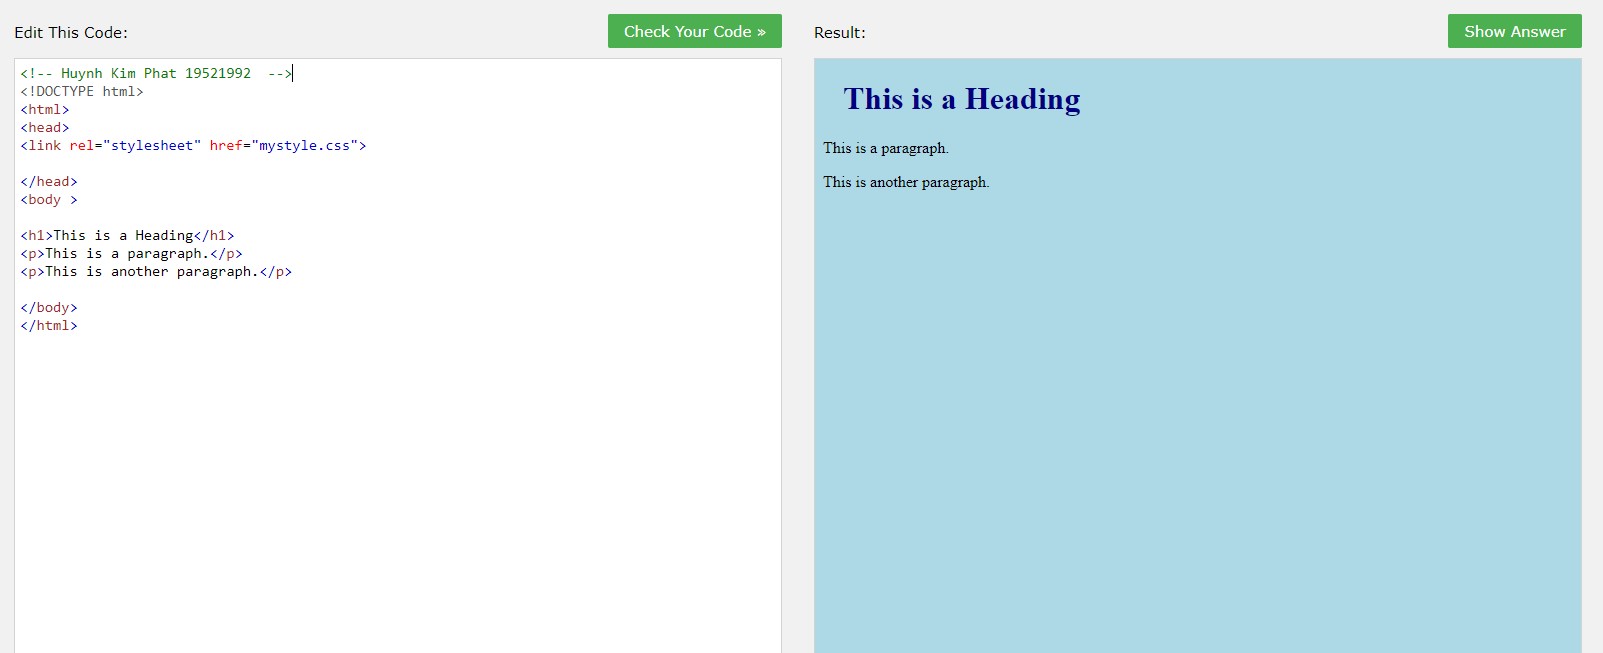 Edit This Code:
Check Your Code »
<!-- Huynh Kim Phat 19521992  -->
<!DOCTYPE html>
<html>
<head>
<link rel="stylesheet" href="mystyle.css">
</head>
<body >
<h1>This is a Heading</h1>
<p>This is a paragraph.</p>
<p>This is another paragraph.</p>
</body>
</html>
Result:
Show Answer
This is a Heading
This is a paragraph.
This is another paragraph.